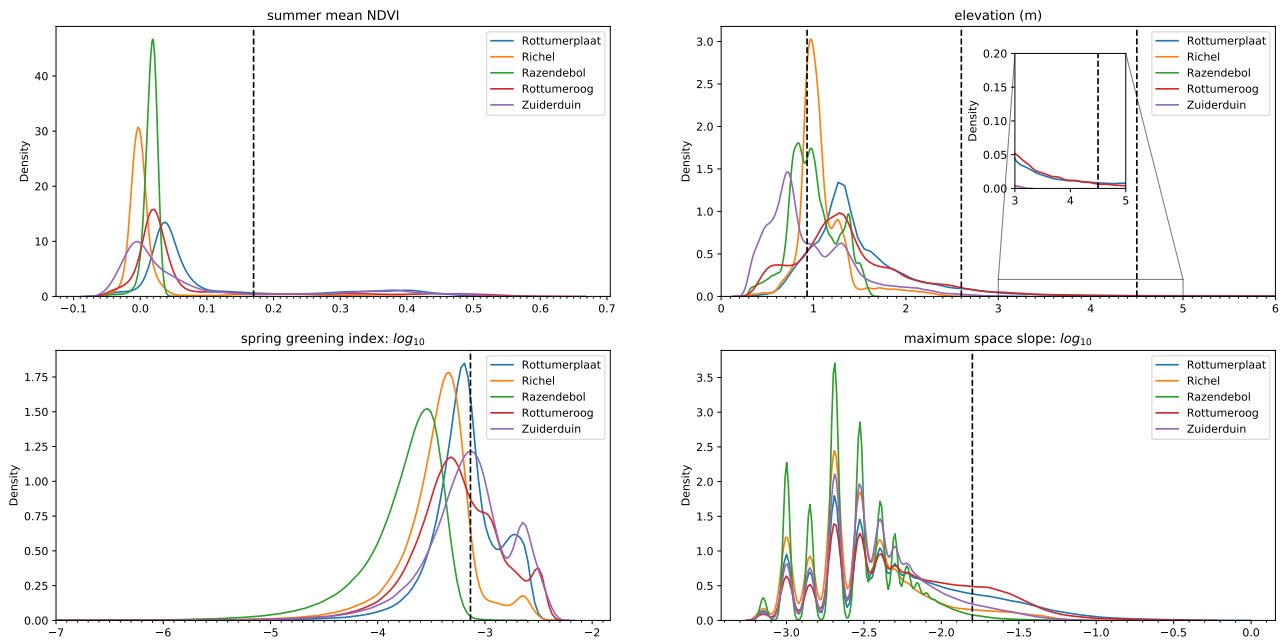 summer mean NDVI
Density
40
30
20
10
0
−0.1 0.0 0.1 0.2 0.3 0.4 0.5 0.6 0.7
Rottumerplaat
Richel
Razendebol
Rottumeroog
Zuiderduin
elevation (m)
Density
3.0
2.5
2.0
1.5
1.0
0.5
0.0
0 1 2 3 4 5 6
Density
0.20
0.15
0.10
0.05
0.00
3 4 5
Rottumerplaat
Richel
Razendebol
Rottumeroog
Zuiderduin
spring greening index: log10
Density
1.75
1.50
1.25
1.00
0.75
0.50
0.25
0.00
−7 −6 −5 −4 −3 −2
Rottumerplaat
Richel
Razendebol
Rottumeroog
Zuiderduin
maximum space slope: log10
Density
3.5
3.0
2.5
2.0
1.5
1.0
0.5
0.0
−3.0 −2.5 −2.0 −1.5 −1.0 −0.5 0.0
Rottumerplaat
Richel
Razendebol
Rottumeroog
Zuiderduin